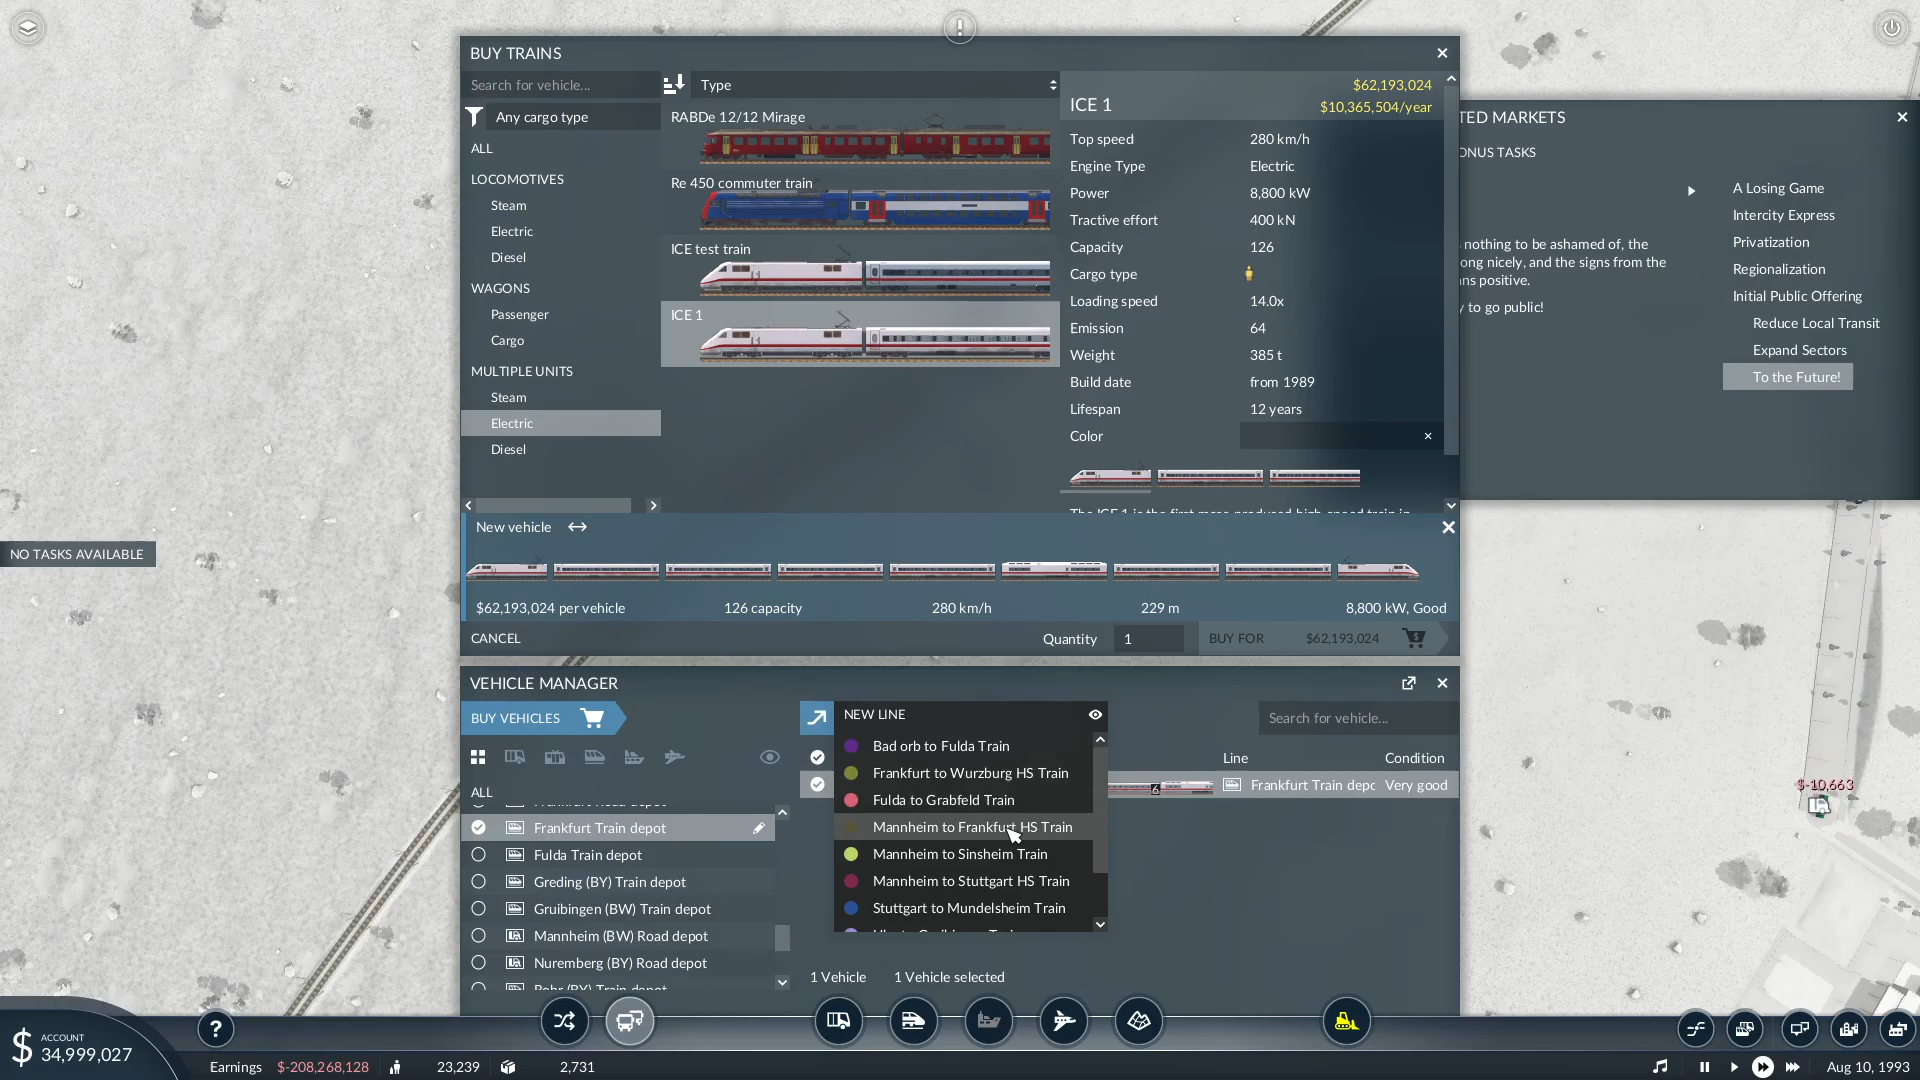 BUY TRAINS
Search for vehicle...
Type
Any cargo type
ALL
LOCOMOTIVES
Steam
Electric
Diesel
WAGONS
Passenger
Cargo
MULTIPLE UNITS
Steam
Electric
Diesel
RABDe 12/12 Mirage
Re 450 commuter train
ICE test train
ICE 1
$62,193,024
ICE 1
$10,365,504/year
Top speed 280 km/h
Engine Type Electric
Power 8,800 kW
Tractive effort 400 kN
Capacity 126
Cargo type
Loading speed 14.0x
Emission 64
Weight 385 t
Build date from 1989
Lifespan 12 years
Color
New vehicle
$62,193,024 per vehicle 126 capacity 280 km/h 229 m 8,800 kW, Good
CANCEL Quantity 1 BUY FOR $62,193,024
TED MARKETS
ONUS TASKS
nothing to be ashamed of, the
ong nicely, and the signs from the
ns positive.
y to go public!
A Losing Game
Intercity Express
Privatization
Regionalization
Initial Public Offering
Reduce Local Transit
Expand Sectors
To the Future!
NO TASKS AVAILABLE
VEHICLE MANAGER
BUY VEHICLES
ALL
Frankfurt Train depot
Fulda Train depot
Greding (BY) Train depot
Gruibingen (BW) Train depot
Mannheim (BW) Road depot
Nuremberg (BY) Road depot
NEW LINE
Bad orb to Fulda Train
Frankfurt to Wurzburg HS Train
Fulda to Grabfeld Train
Mannheim to Frankfurt HS Train
Mannheim to Sinsheim Train
Mannheim to Stuttgart HS Train
Stuttgart to Mundelsheim Train
Search for vehicle...
Line Condition
6 Frankfurt Train depc Very good
1 Vehicle 1 Vehicle selected
$-10,663
$ ACCOUNT
34,999,027
?
Earnings $-208,268,128 23,239 2,731
Aug 10, 1993